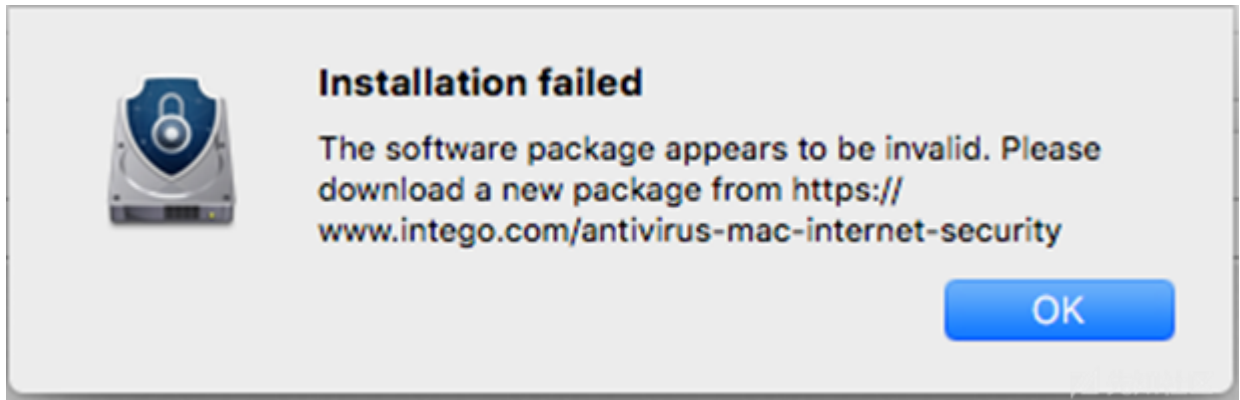 Installation failed
The software package appears to be invalid. Please
download a new package from https://
www.intego.com/antivirus-mac-internet-security
OK